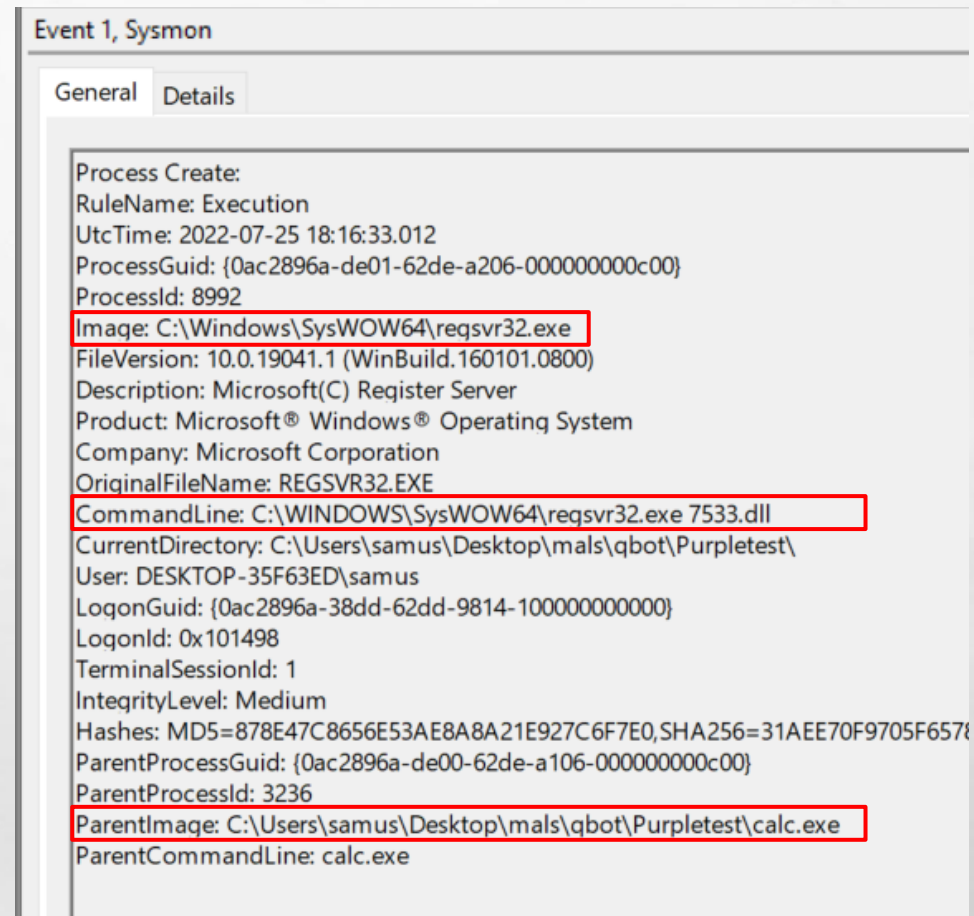 Event 1, Sysmon
General Details
Process Create:
RuleName: Execution
UtcTime: 2022-07-25 18:16:33.012
ProcessGuid: {0ac2896a-de01-62de-a206-000000000c00}
ProcessId: 8992
Image: C:\Windows\SysWOW64\regsvr32.exe
FileVersion: 10.0.19041.1 (WinBuild.160101.0800)
Description: Microsoft(C) Register Server
Product: Microsoft® Windows® Operating System
Company: Microsoft Corporation
OriginalFileName: REGSVR32.EXE
CommandLine: C:\WINDOWS\SysWOW64\regsvr32.exe 7533.dll
CurrentDirectory: C:\Users\samus\Desktop\mals\qbot\Purpletest\
User: DESKTOP-35F63ED\samus
LogonGuid: {0ac2896a-38dd-62dd-9814-100000000000}
LogonId: 0x101498
TerminalSessionId: 1
IntegrityLevel: Medium
Hashes: MD5=878E47C8656E53AE8A8A21E927C6F7E0,SHA256=31AEE70F9705F6578
ParentProcessGuid: {0ac2896a-de00-62de-a106-000000000c00}
ParentProcessId: 3236
ParentImage: C:\Users\samus\Desktop\mals\qbot\Purpletest\calc.exe
ParentCommandLine: calc.exe